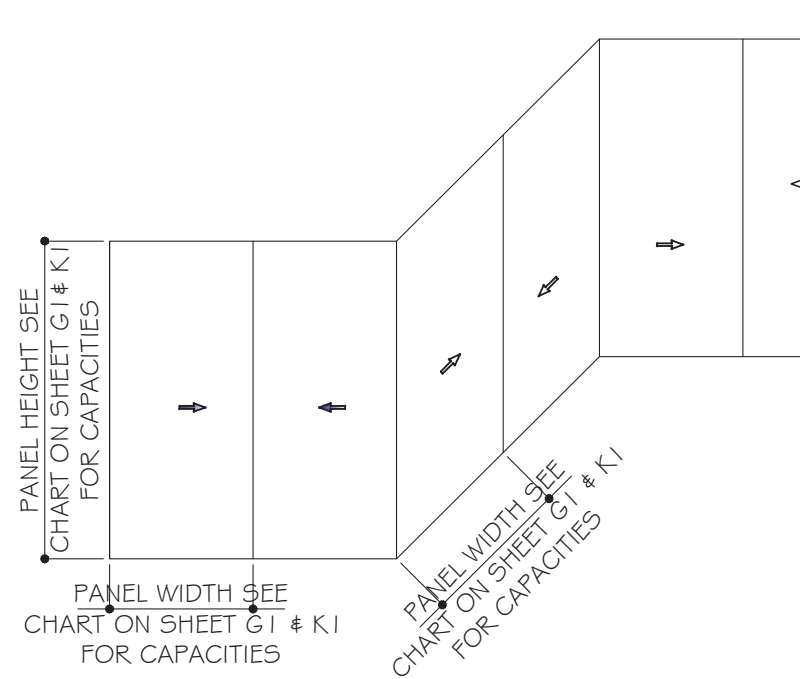 PANEL HEIGHT SEE
CHART ON SHEET G1 & K1
FOR CAPACITIES
PANEL WIDTH SEE
CHART ON SHEET G1 & K1
FOR CAPACITIES
PANEL WIDTH SEE
CHART ON SHEET G1 & K1
FOR CAPACITIES